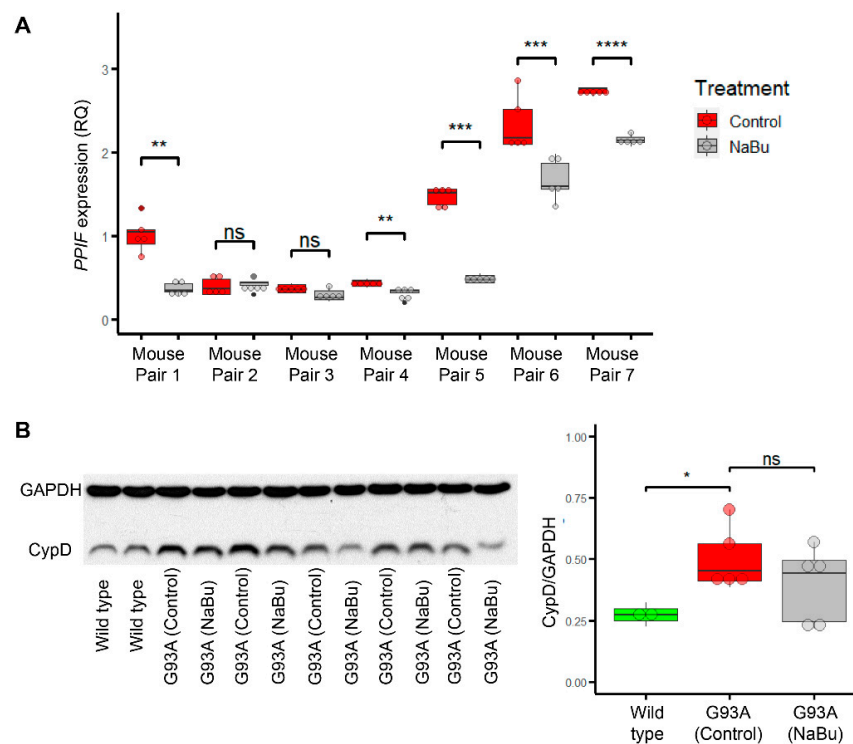 A
PPIF expression (RQ)
3
2
1
0
**
ns
ns
**
***
***
****
Treatment
Control
NaBu
Mouse Mouse Mouse Mouse Mouse Mouse Mouse
Pair 1 Pair 2 Pair 3 Pair 4 Pair 5 Pair 6 Pair 7
B
GAPDH
CypD
Wild type
Wild type
G93A (Control)
G93A (NaBu)
G93A (Control)
G93A (NaBu)
G93A (Control)
G93A (NaBu)
G93A (Control)
G93A (NaBu)
G93A (Control)
G93A (NaBu)
CypD/GAPDH
1.00
0.75
0.50
0.25
0.00
*
ns
Wild G93A G93A
type (Control) (NaBu)